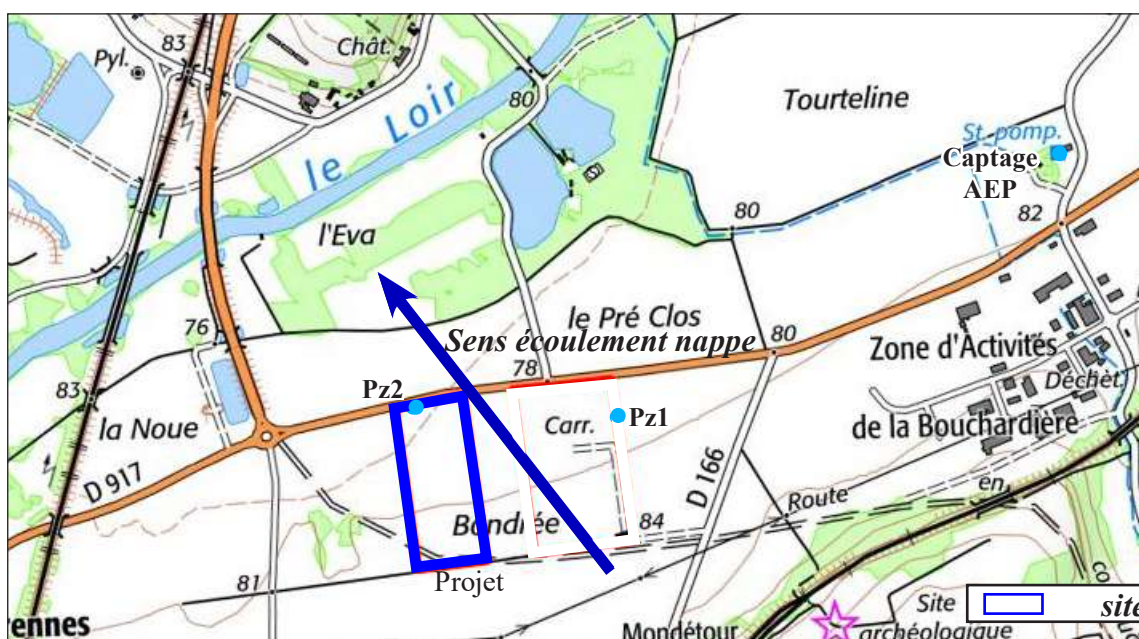 83
Chât.
Pyl.
le Loir
80
Tourteline
St. pomp.
Captage
AEP
l'Eva
80
82
le Pré Clos
Sens écoulement nappe
80
76
78
Zone d'Activités
Déchèt.
de la Bouchardière
83
Pz2
Pz1
la Noue
Carr.
D 917
D 166
Route
en
Bondrée
84
Projet
81
co
Site
archéologique
site
ennes
Mondétour